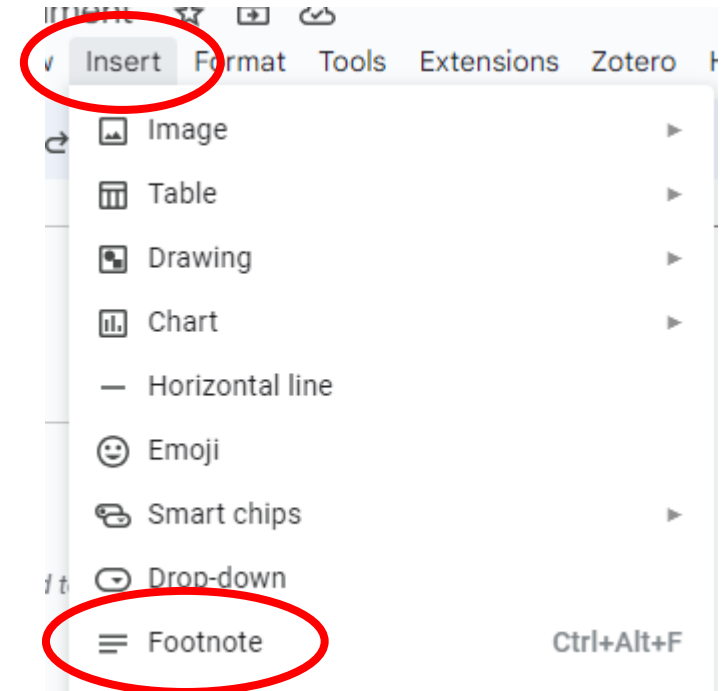 Insert Format Tools Extensions Zotero
Image
Table
Drawing
Chart
Horizontal line
Emoji
Smart chips
Drop-down
Footnote Ctrl+Alt+F